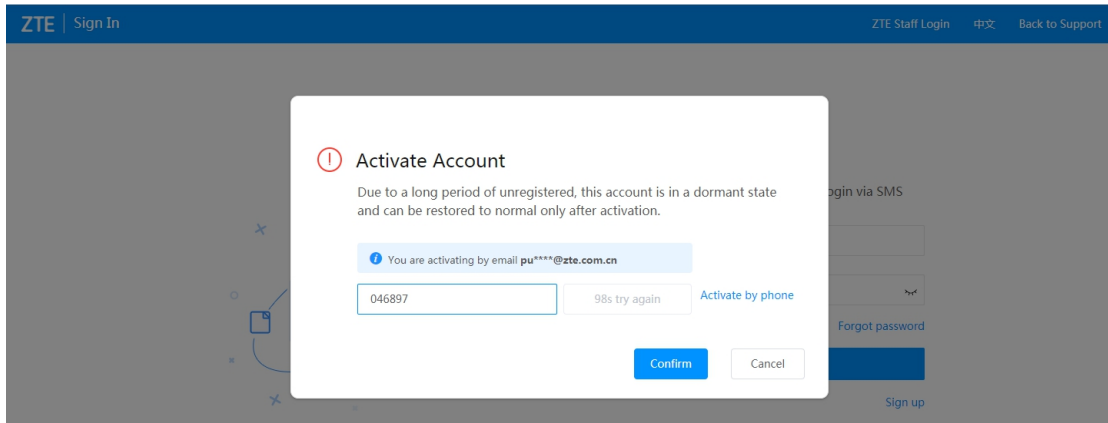 ZTE | Sign In
ZTE Staff Login 中文 Back to Support
Activate Account
Due to a long period of unregistered, this account is in a dormant state
and can be restored to normal only after activation.
ogin via SMS
You are activating by email pu****@zte.com.cn
046897
98s try again
Activate by phone
Forgot password
Confirm
Cancel
Sign up